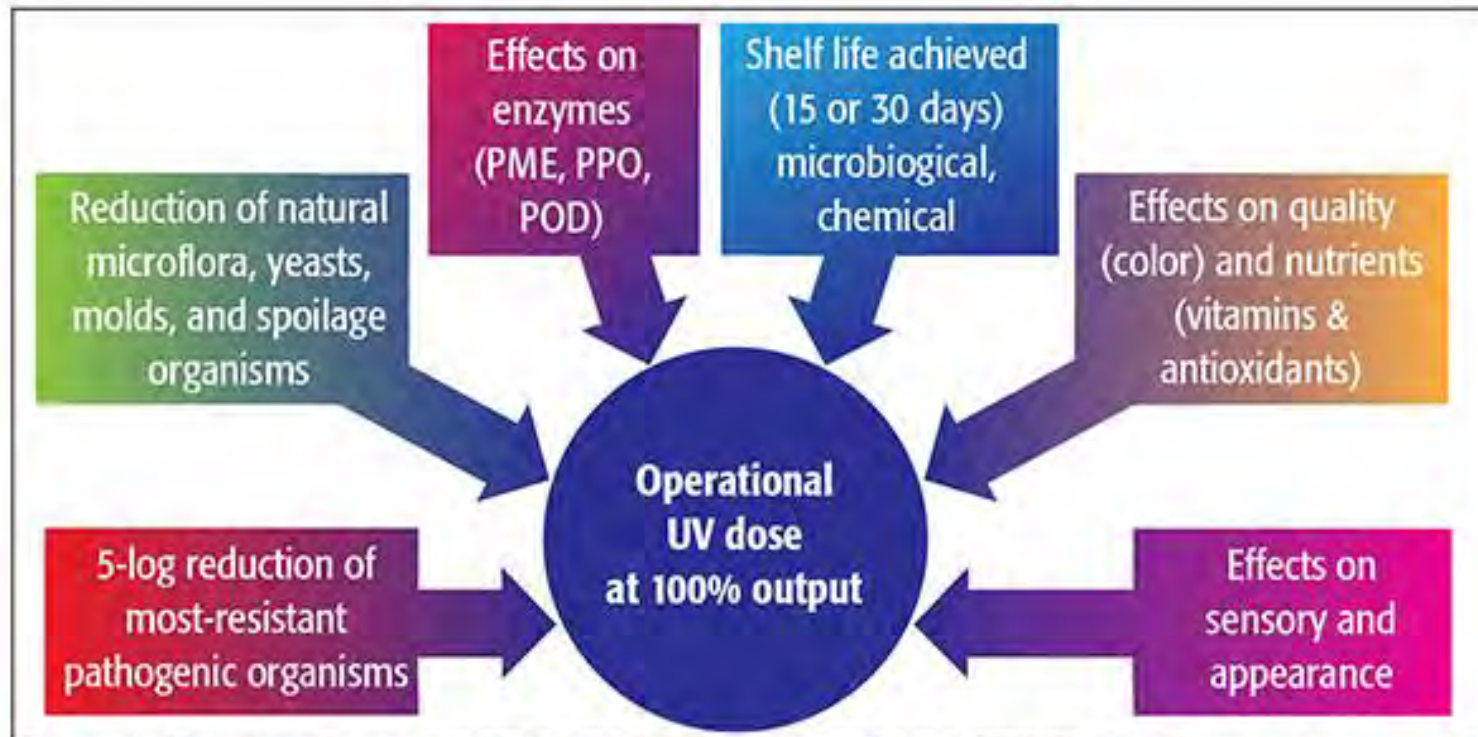 Effects on
enzymes
(PME, PPO,
POD)
Shelf life achieved
(15 or 30 days)
microbiogical,
chemical
Reduction of natural
microflora, yeasts,
molds, and spoilage
organisms
Effects on quality
(color) and nutrients
(vitamins &
antioxidants)
Operational
UV dose
at 100% output
5-log reduction of
most-resistant
pathogenic organisms
Effects on
sensory and
appearance